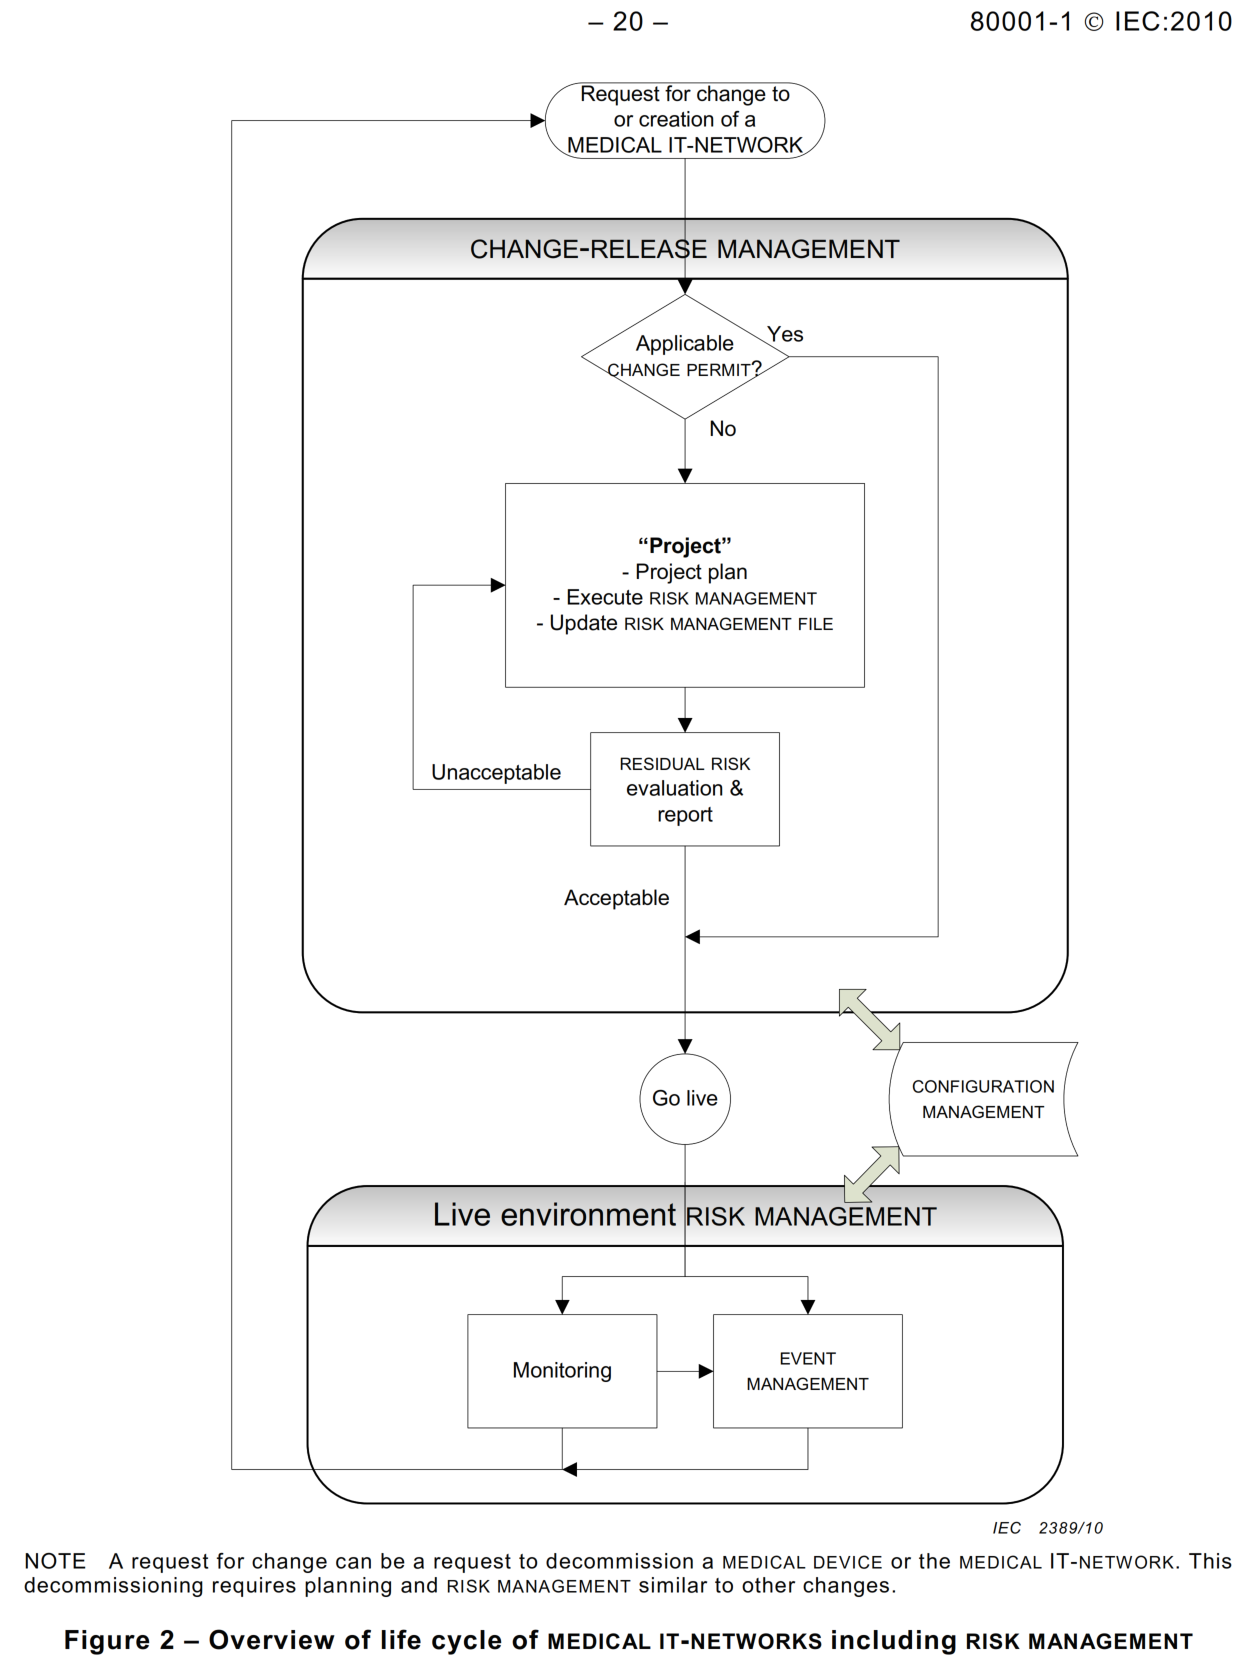 – 20 –
80001-1 © IEC:2010
Request for change to
or creation of a
MEDICAL IT-NETWORK
CHANGE-RELEASE MANAGEMENT
Applicable
CHANGE PERMIT?
Yes
No
“Project”
- Project plan
- Execute RISK MANAGEMENT
- Update RISK MANAGEMENT FILE
Unacceptable
RESIDUAL RISK
evaluation &
report
Acceptable
Go live
CONFIGURATION
MANAGEMENT
Live environment RISK MANAGEMENT
Monitoring
EVENT
MANAGEMENT
IEC 2389/10
NOTE A request for change can be a request to decommission a MEDICAL DEVICE or the MEDICAL IT-NETWORK. This
decommissioning requires planning and RISK MANAGEMENT similar to other changes.
Figure 2 – Overview of life cycle of MEDICAL IT-NETWORKS including RISK MANAGEMENT